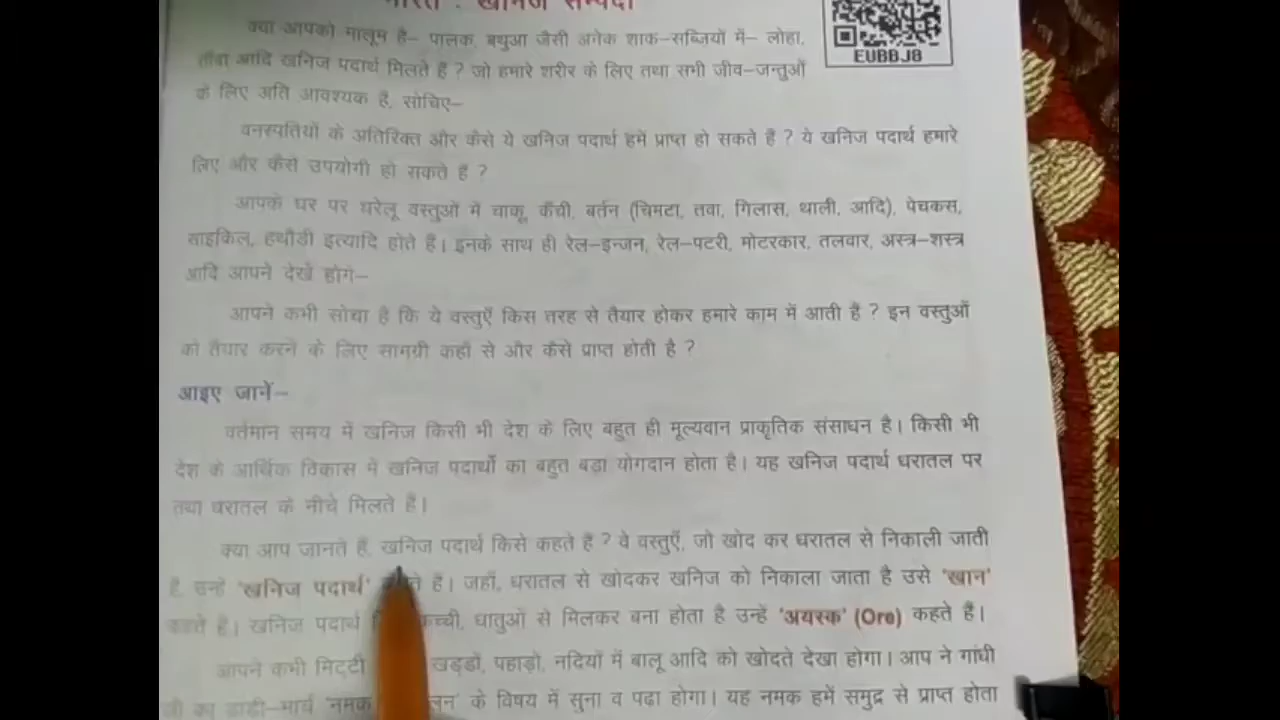 भारत : खनिज सम्पदा
EUBBJ8
क्या आपको मालूम है– पालक, बथुआ जैसी अनेक शाक–सब्जियों में– लोहा,
ताँबा आदि खनिज पदार्थ मिलते हैं ? जो हमारे शरीर के लिए तथा सभी जीव–जन्तुओं
के लिए अति आवश्यक हैं, सोचिए–
वनस्पतियों के अतिरिक्त और कैसे ये खनिज पदार्थ हमें प्राप्त हो सकते हैं ? ये खनिज पदार्थ हमारे
लिए और कैसे उपयोगी हो सकते हैं ?
आपके घर पर घरेलू वस्तुओं में चाकू, कैंची, बर्तन (चिमटा, तवा, गिलास, थाली, आदि), पेचकस,
साइकिल, हथौड़ी इत्यादि होते हैं। इनके साथ ही रेल–इन्जन, रेल–पटरी, मोटरकार, तलवार, अस्त्र–शस्त्र
आदि आपने देखे होंगे–
आपने कभी सोचा है कि ये वस्तुएँ किस तरह से तैयार होकर हमारे काम में आती हैं ? इन वस्तुओं
को तैयार करने के लिए सामग्री कहाँ से और कैसे प्राप्त होती है ?
आइए जानें–
वर्तमान समय में खनिज किसी भी देश के लिए बहुत ही मूल्यवान प्राकृतिक संसाधन है। किसी भी
देश के आर्थिक विकास में खनिज पदार्थों का बहुत बड़ा योगदान होता है। यह खनिज पदार्थ धरातल पर
तथा धरातल के नीचे मिलते हैं।
क्या आप जानते हैं, खनिज पदार्थ किसे कहते हैं ? वे वस्तुएँ, जो खोद कर धरातल से निकाली जाती
हैं, उन्हें 'खनिज पदार्थ' हैं। जहाँ, धरातल से खोदकर खनिज को निकाला जाता है उसे 'खान'
कहते हैं। खनिज पदार्थ कच्ची, धातुओं से मिलकर बना होता है उन्हें 'अयस्क' (Ore) कहते हैं।
आपने कभी मिट्टी खड्डों, पहाड़ों, नदियों में बालू आदि को खोदते देखा होगा। आप ने गांधी
जी का डांडी–मार्च 'नमक के विषय में सुना व पढ़ा होगा। यह नमक हमें समुद्र से प्राप्त होता